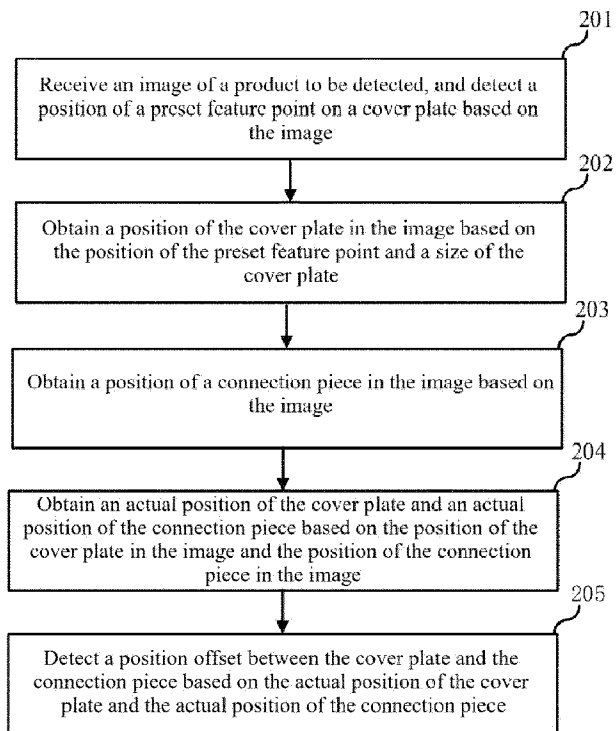 201
Receive an image of a product to be detected, and detect a
position of a preset feature point on a cover plate based on
the image
202
Obtain a position of the cover plate in the image based on
the position of the preset feature point and a size of the
cover plate
203
Obtain a position of a connection piece in the image based on
the image
204
Obtain an actual position of the cover plate and an actual
position of the connection piece based on the position of the
cover plate in the image and the position of the connection
piece in the image
205
Detect a position offset between the cover plate and the
connection piece based on the actual position of the cover
plate and the actual position of the connection piece